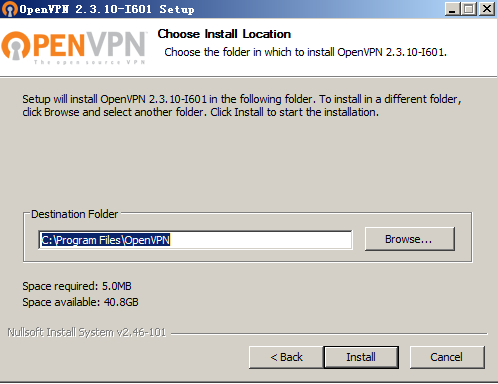 OpenVPN 2.3.10-I601 Setup
OPENVPN
The open source VPN
Choose Install Location
Choose the folder in which to install OpenVPN 2.3.10-I601.
Setup will install OpenVPN 2.3.10-I601 in the following folder. To install in a different folder,
click Browse and select another folder. Click Install to start the installation.
Destination Folder
C:\Program Files\OpenVPN
Browse...
Space required: 5.0MB
Space available: 40.8GB
Nullsoft Install System v2.46-101
< Back
Install
Cancel